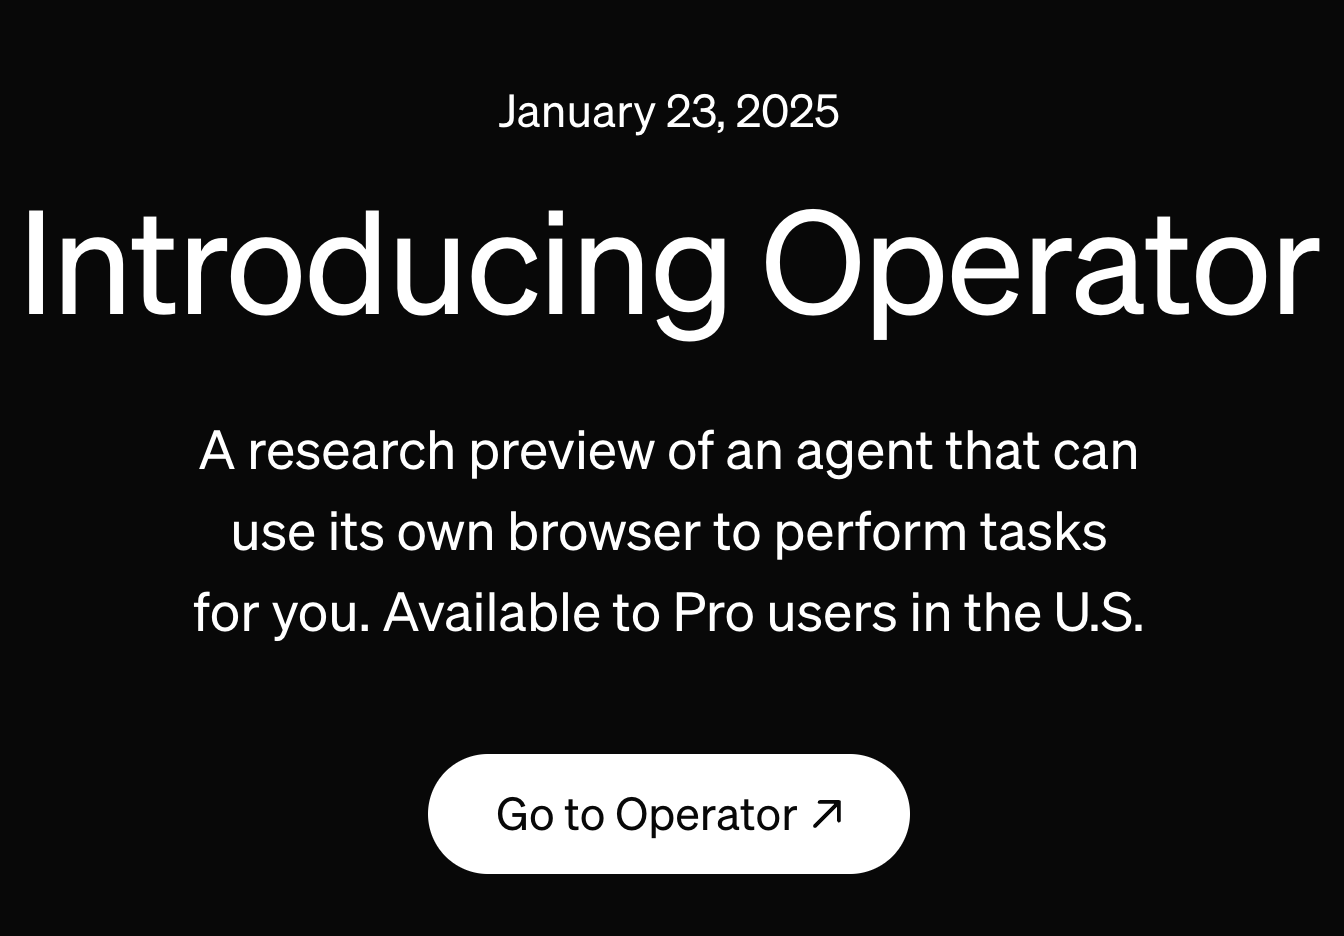 January 23, 2025
Introducing Operator
A research preview of an agent that can
use its own browser to perform tasks
for you. Available to Pro users in the U.S.
Go to Operator ↗